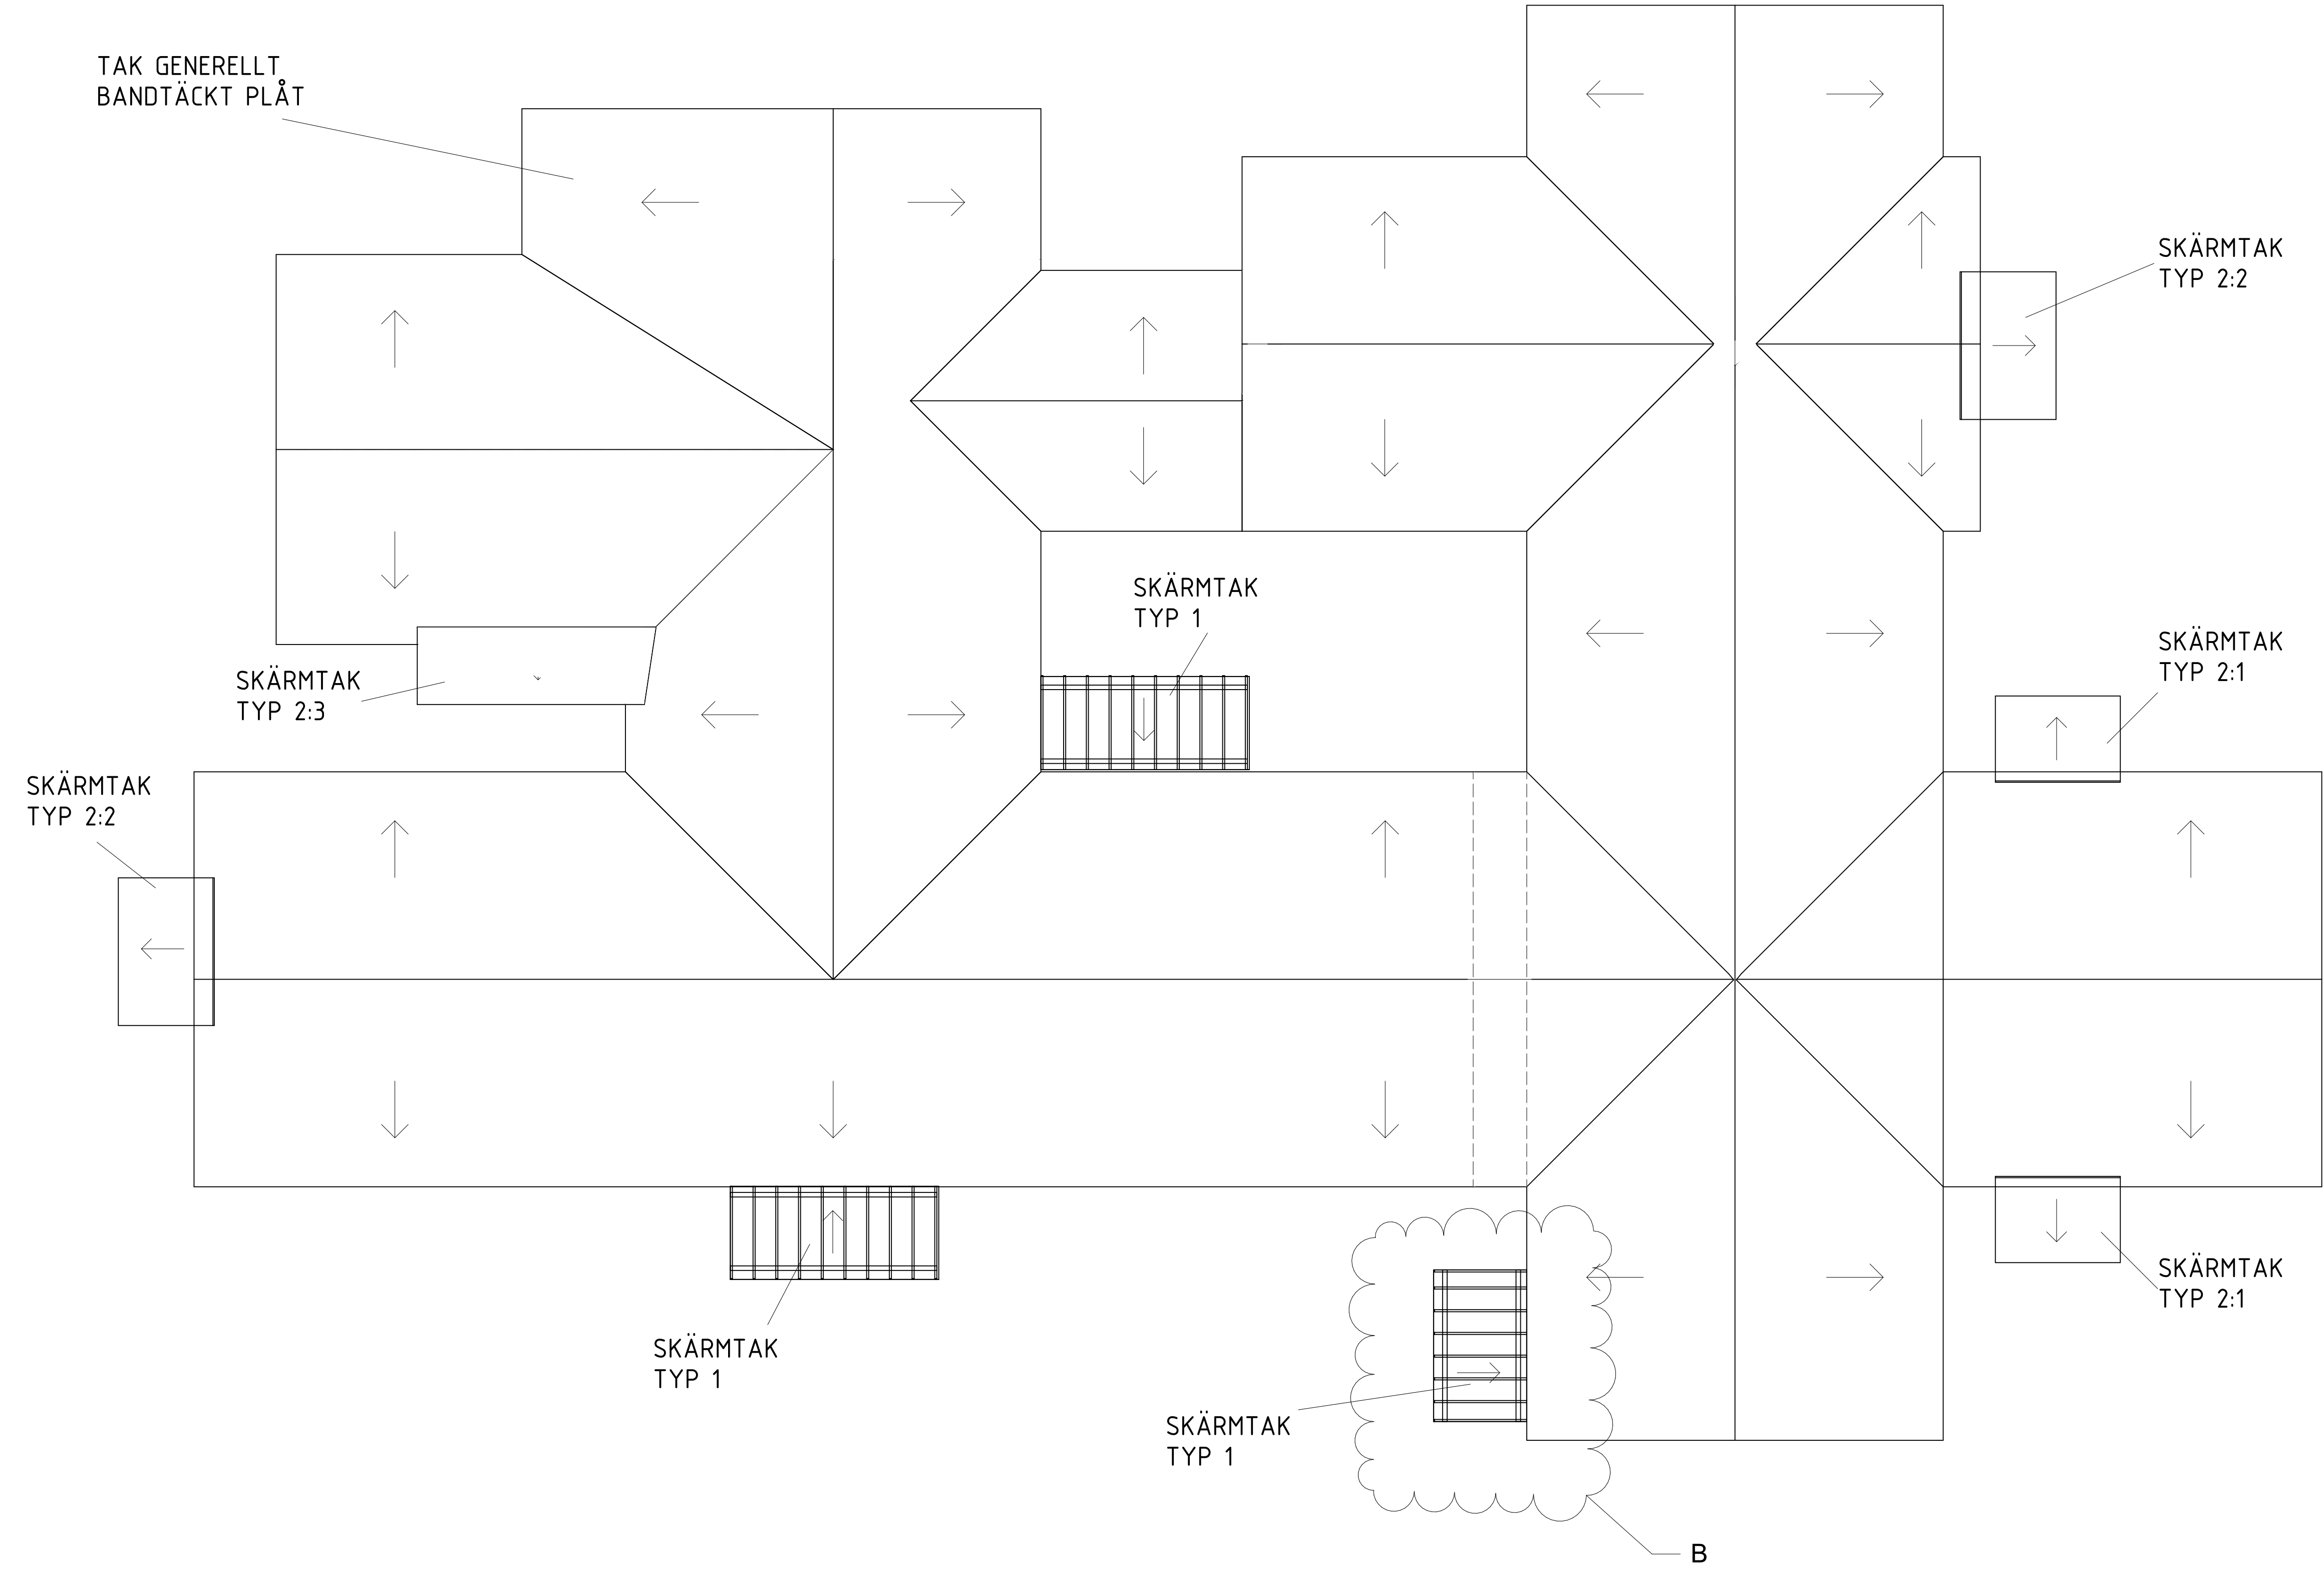 TAK GENERELLT
BANDTÄCKT PLÅT
SKÄRMTAK
TYP 2:2
SKÄRMTAK
TYP 1
SKÄRMTAK
TYP 2:1
SKÄRMTAK
TYP 2:3
SKÄRMTAK
TYP 2:2
SKÄRMTAK
TYP 2:1
SKÄRMTAK
TYP 1
SKÄRMTAK
TYP 1
B